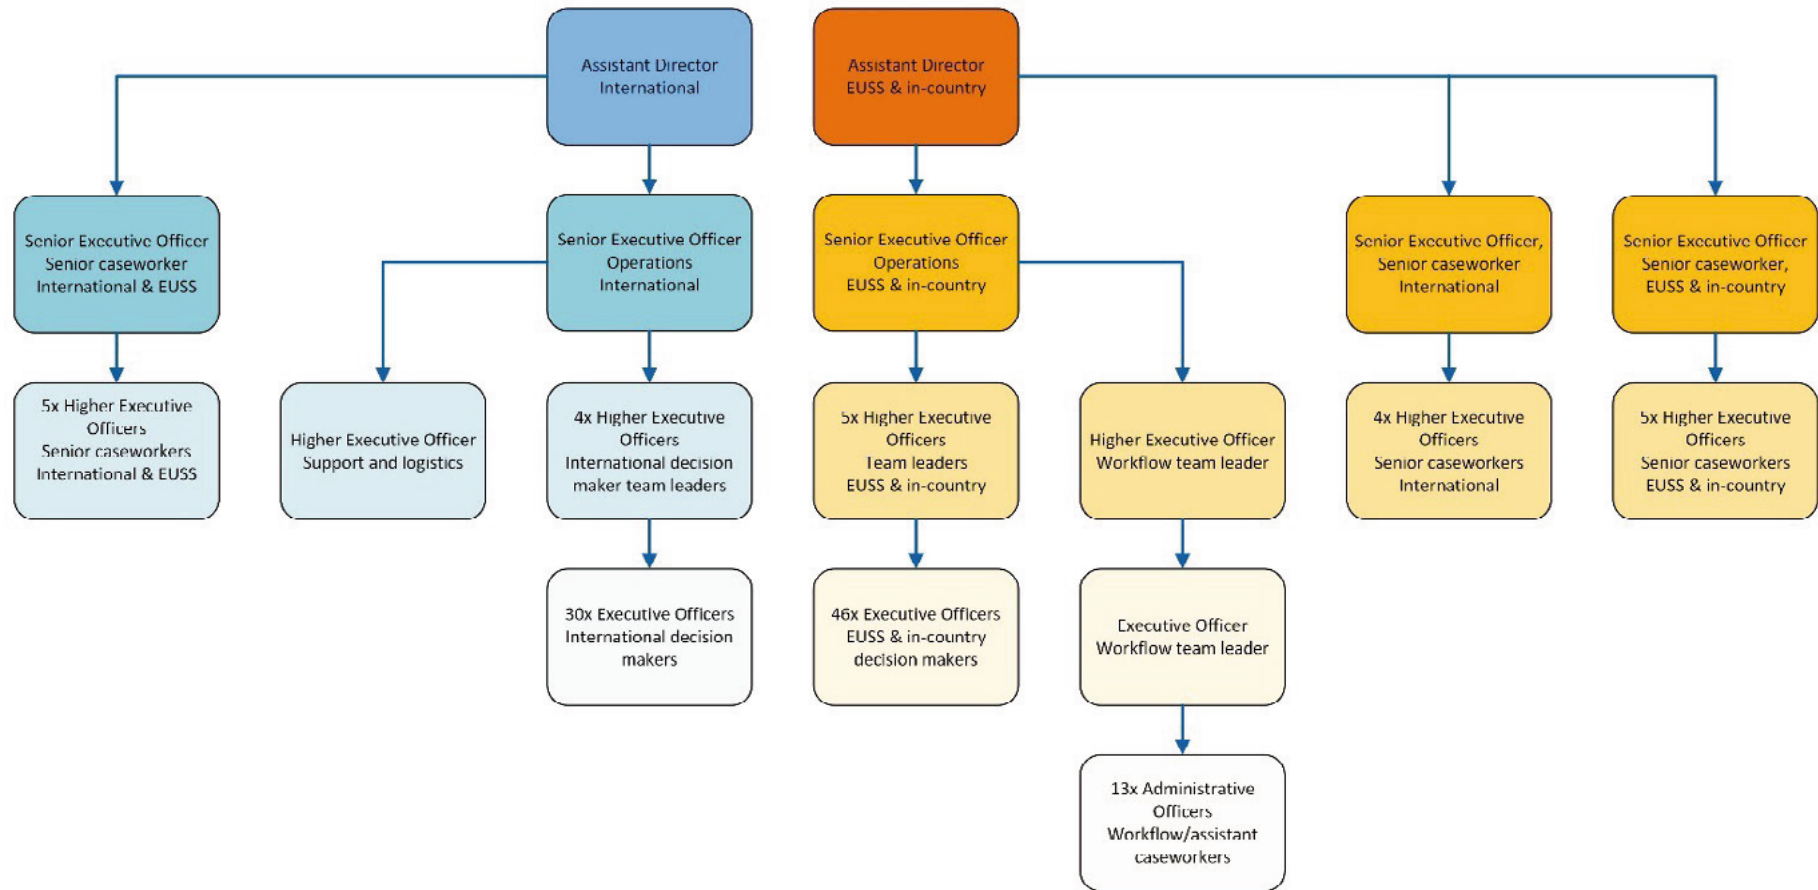 Assistant Director
International
Assistant Director
EUSS & in-country
Senior Executive Officer
Senior caseworker
International & EUSS
Senior Executive Officer
Operations
International
Senior Executive Officer
Operations
EUSS & in-country
Senior Executive Officer,
Senior caseworker
International
Senior Executive Officer
Senior caseworker,
EUSS & in-country
5x Higher Executive
Officers
Senior caseworkers
International & EUSS
Higher Executive Officer
Support and logistics
4x Higher Executive
Officers
International decision
maker team leaders
5x Higher Executive
Officers
Team leaders
EUSS & in-country
Higher Executive Officer
Workflow team leader
4x Higher Executive
Officers
Senior caseworkers
International
5x Higher Executive
Officers
Senior caseworkers
EUSS & in-country
30x Executive Officers
International decision
makers
46x Executive Officers
EUSS & in-country
decision makers
Executive Officer
Workflow team leader
13x Administrative
Officers
Workflow/assistant
caseworkers